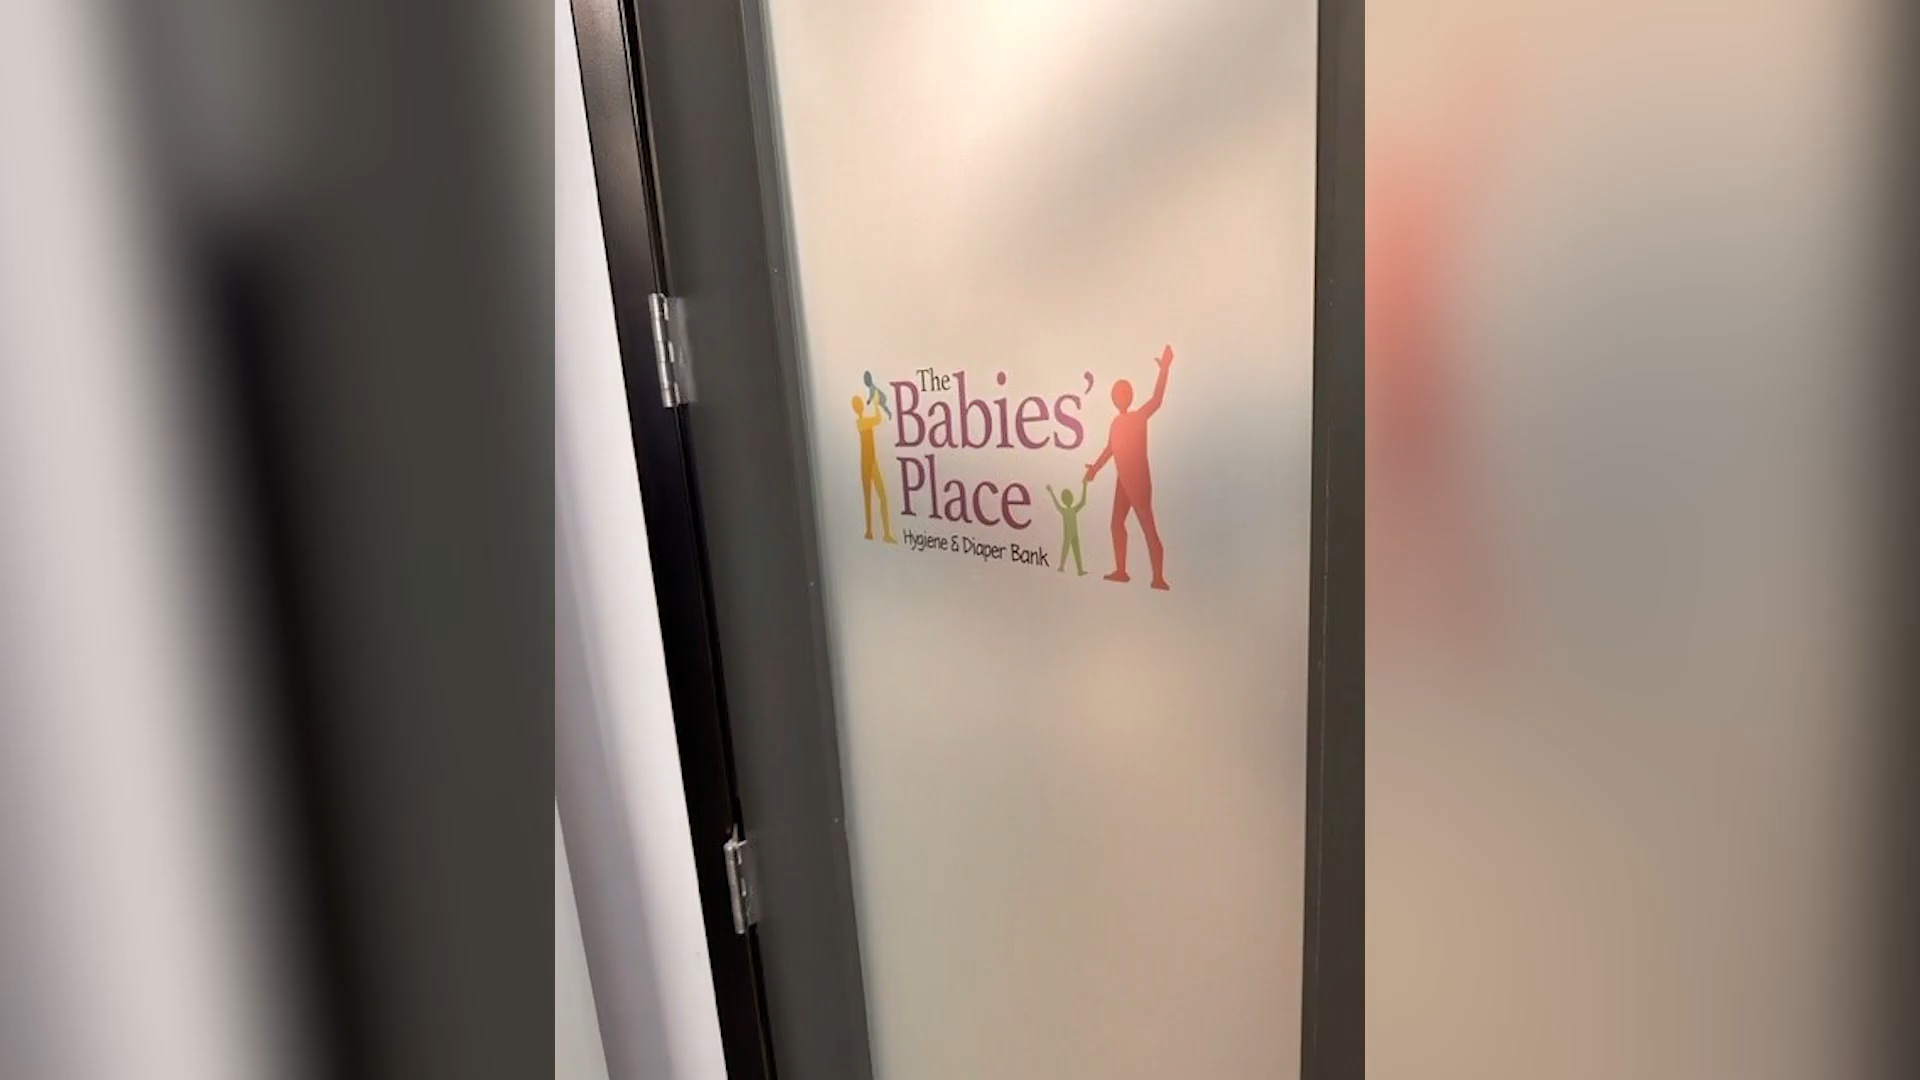 The
Babies’
Place
Hygiene & Diaper Bank